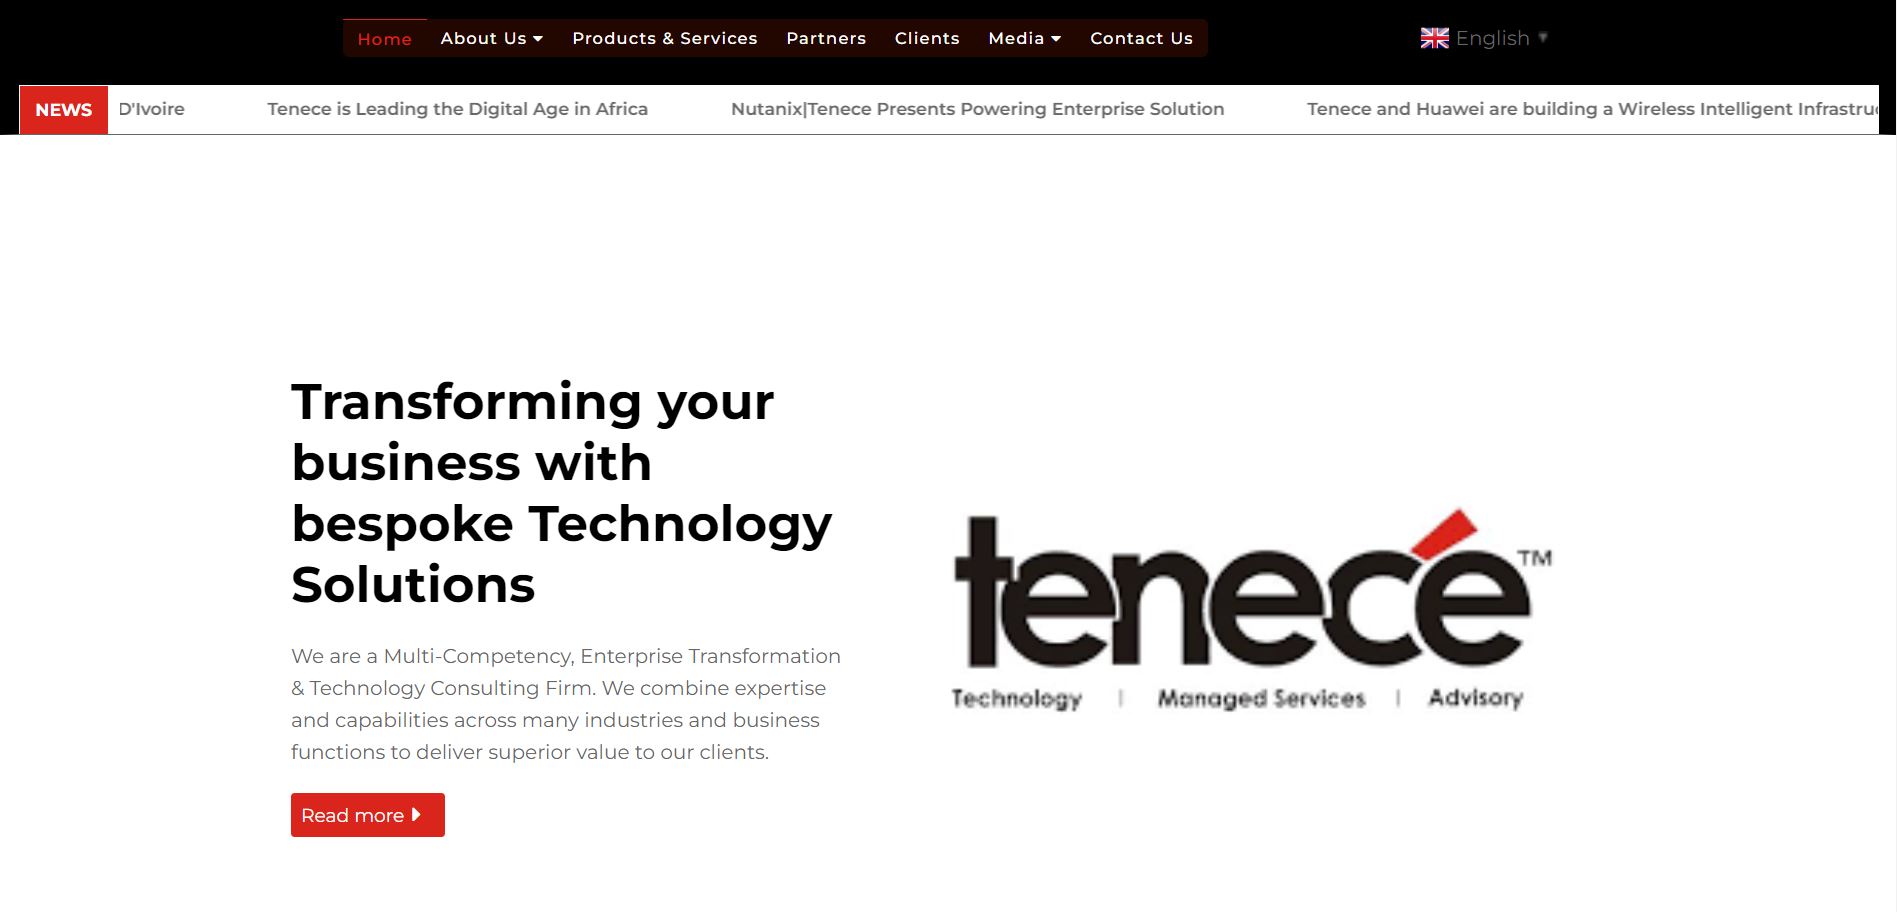 Home About Us Products & Services Partners Clients Media Contact Us English
NEWS D'Ivoire Tenece is Leading the Digital Age in Africa Nutanix|Tenece Presents Powering Enterprise Solution Tenece and Huawei are building a Wireless Intelligent
Transforming your
business with
bespoke Technology
Solutions
We are a Multi-Competency, Enterprise Transformation
& Technology Consulting Firm. We combine expertise
and capabilities across many industries and business
functions to deliver superior value to our clients.
Read more
tenecé™
Technology | Managed Services | Advisory